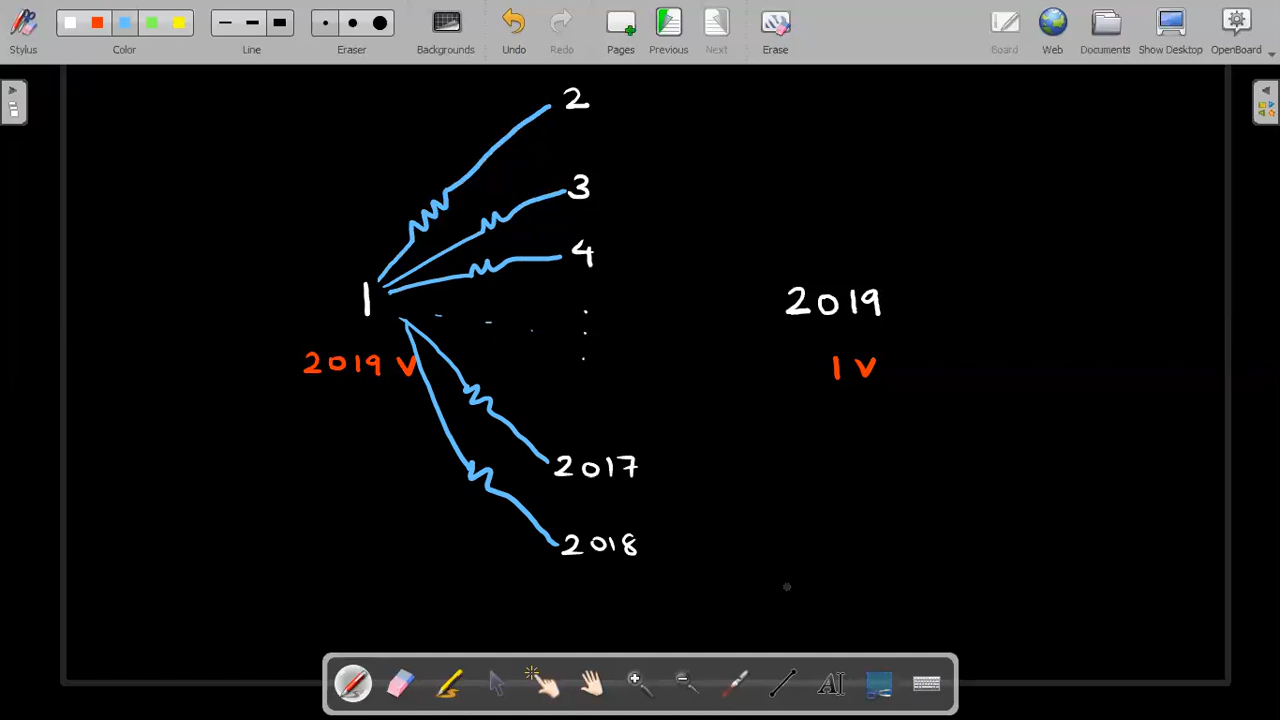 Stylus
Color
Line
Eraser
Backgrounds
Undo
Redo
Pages
Previous
Next
Erase
Board
Web
Documents
Show Desktop
OpenBoard
2
3
4
1
2019
2019 V
1 V
2017
2018
AI